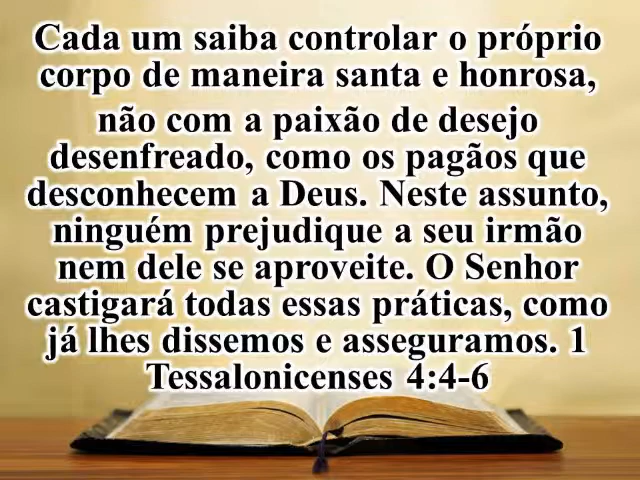 Cada um saiba controlar o próprio
corpo de maneira santa e honrosa,
não com a paixão de desejo
desenfreado, como os pagãos que
desconhecem a Deus. Neste assunto,
ninguém prejudique a seu irmão
nem dele se aproveite. O Senhor
castigará todas essas práticas, como
já lhes dissemos e asseguramos. 1
Tessalonicenses 4:4-6